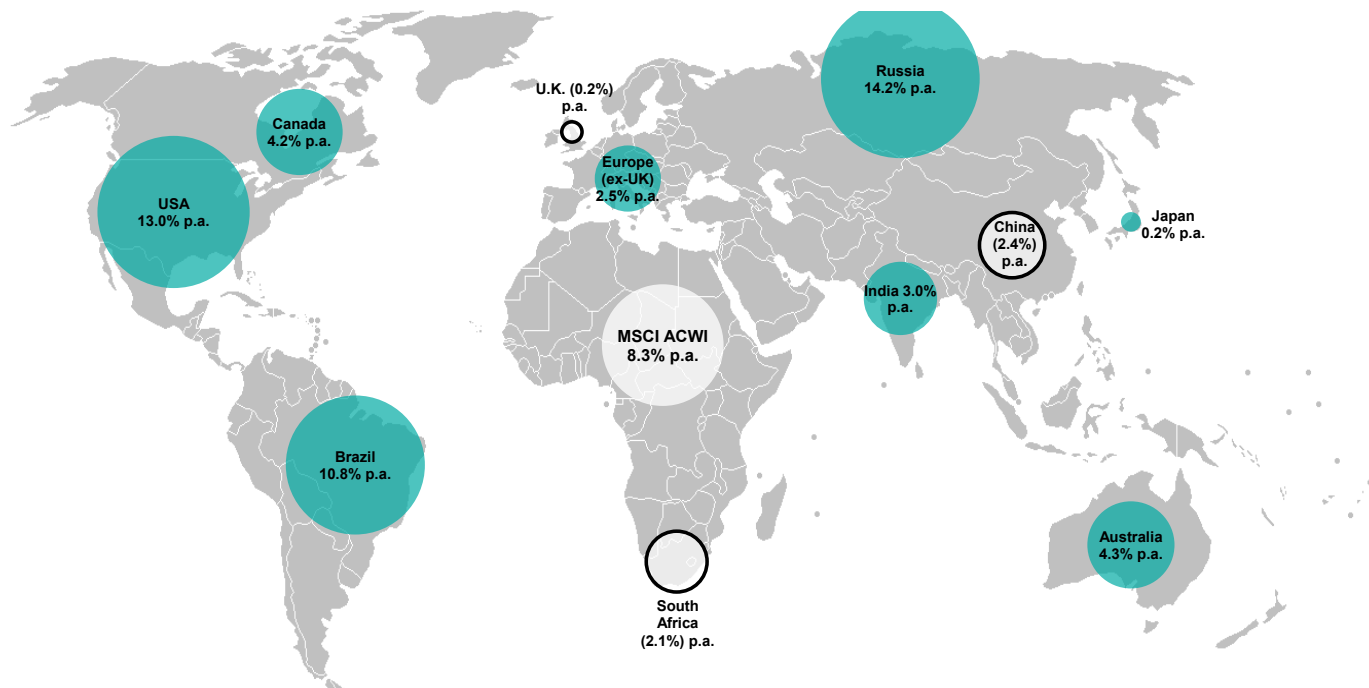 Russia
14.2% p.a.
U.K. (0.2%)
p.a.
Canada
4.2% p.a.
Europe
(ex-UK)
2.5% p.a.
USA
13.0% p.a.
Japan
0.2% p.a.
China
(2.4%)
p.a.
India 3.0%
p.a.
MSCI ACWI
8.3% p.a.
Brazil
10.8% p.a.
Australia
4.3% p.a.
South
Africa
(2.1%) p.a.